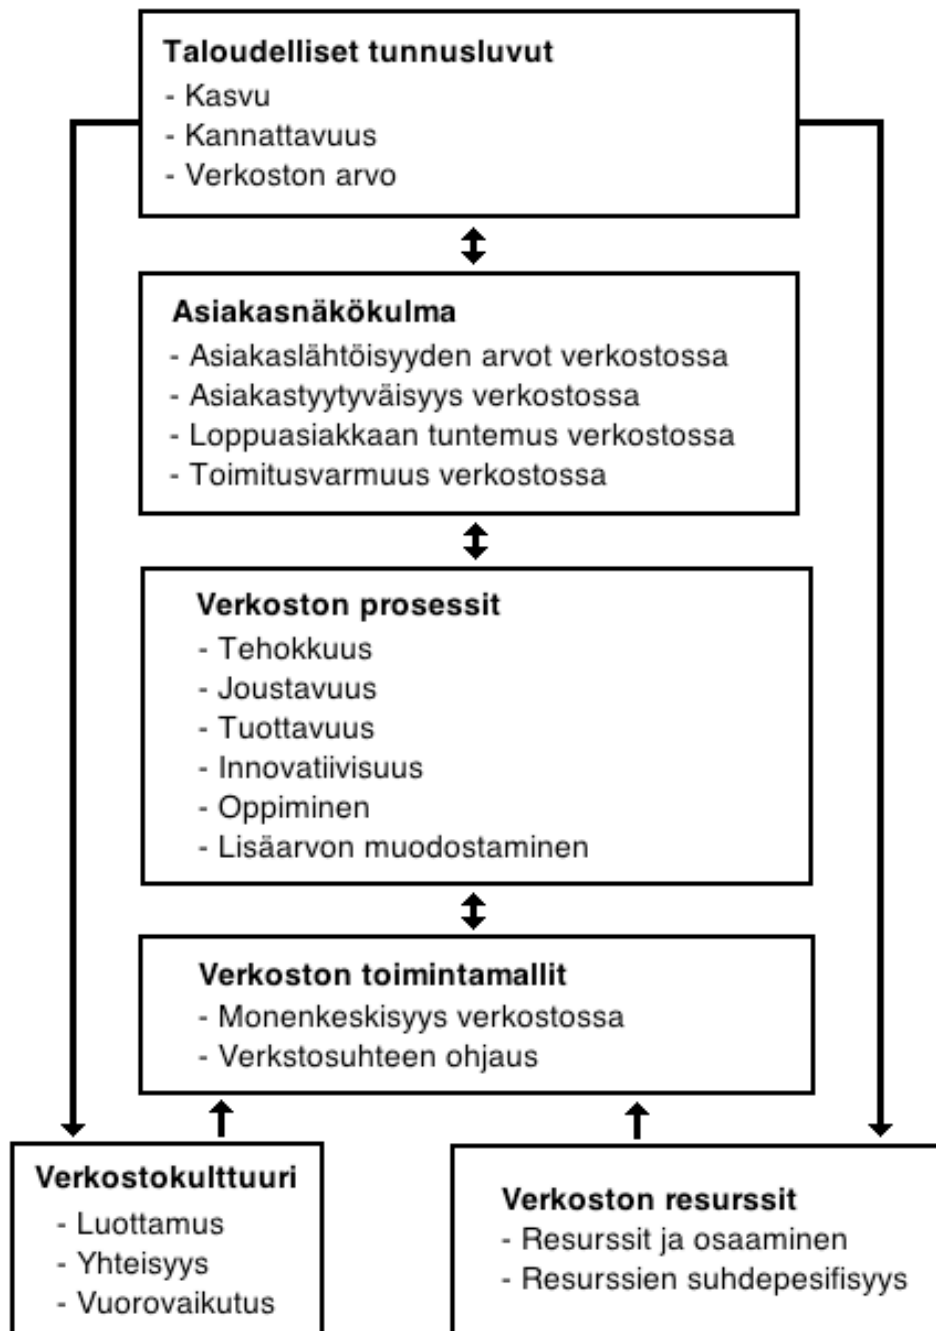 Taloudelliset tunnusluvut
- Kasvu
- Kannattavuus
- Verkoston arvo
Asiakasnäkökulma
- Asiakaslähtöisyyden arvot verkostossa
- Asiakastyytyväisyys verkostossa
- Loppuasiakkaan tuntemus verkostossa
- Toimitusvarmuus verkostossa
Verkoston prosessit
- Tehokkuus
- Joustavuus
- Tuottavuus
- Innovatiivisuus
- Oppiminen
- Lisäarvon muodostaminen
Verkoston toimintamallit
- Monenkeskisyys verkostossa
- Verkstosuhteen ohjaus
Verkostokulttuuri
- Luottamus
- Yhteisyys
- Vuorovaikutus
Verkoston resurssit
- Resurssit ja osaaminen
- Resurssien suhdepesifisyys